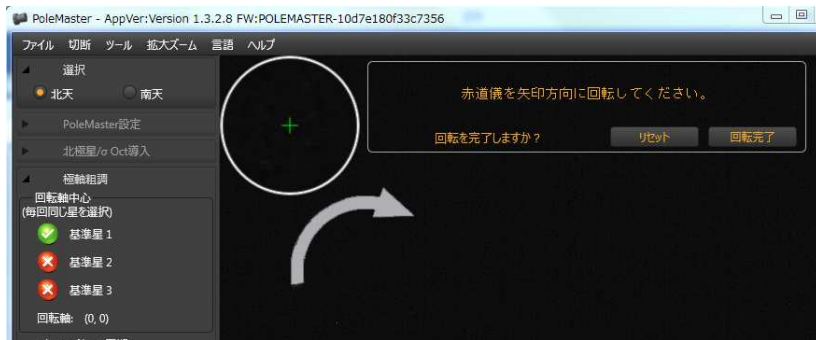 PoleMaster - AppVer:Version 1.3.2.8 FW:POLEMASTER-10d7e180f33c7356
ファイル 切断 ツール 拡大ズーム 言語 ヘルプ
選択
北天 南天
PoleMaster設定
北極星/σ Oct導入
極軸粗調
回転軸中心
(毎回同じ星を選択)
基準星 1
基準星 2
基準星 3
回転軸: (0, 0)
赤道儀を矢印方向に回転してください。
回転を完了しますか？ リセット 回転完了